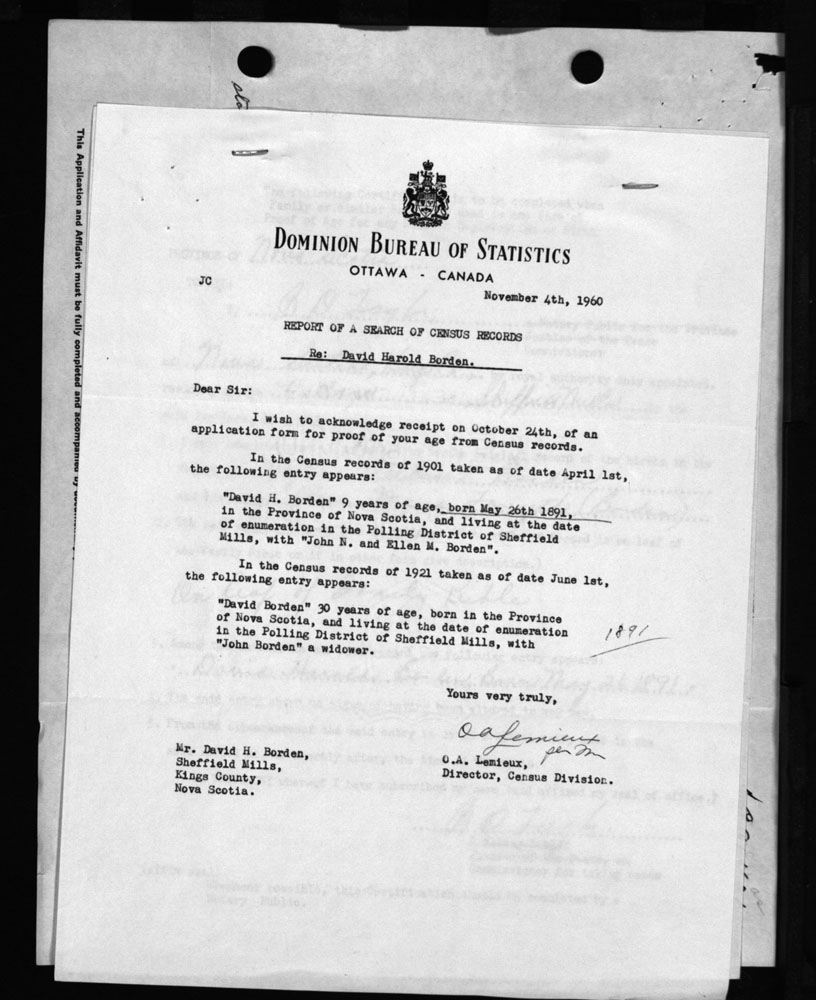 This Application and Affidavit must be fully completed and accompanied by
DOMINION BUREAU OF STATISTICS
OTTAWA - CANADA
JC
November 4th, 1960
REPORT OF A SEARCH OF CENSUS RECORDS
Re: David Harold Borden.
Dear Sir:
I wish to acknowledge receipt on October 24th, of an
application form for proof of your age from Census records.
In the Census records of 1901 taken as of date April 1st,
the following entry appears:
"David H. Borden" 9 years of age, born May 26th 1891,
in the Province of Nova Scotia, and living at the date
of enumeration in the Polling District of Sheffield
Mills, with "John N. and Ellen M. Borden".
In the Census records of 1921 taken as of date June 1st,
the following entry appears:
"David Borden" 30 years of age, born in the Province
of Nova Scotia, and living at the date of enumeration
in the Polling District of Sheffield Mills, with
"John Borden" a widower.
1891
Yours very truly,
OA Lemieux
per
O.A. Lemieux,
Director, Census Division.
Mr. David H. Borden,
Sheffield Mills,
Kings County,
Nova Scotia.